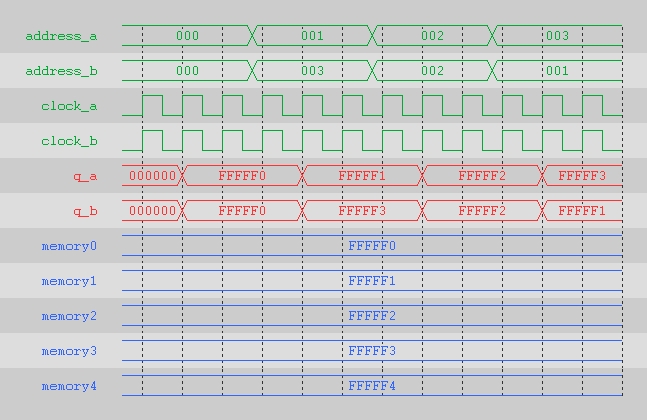 address_a 000 001 002 003
address_b 000 003 002 001
clock_a
clock_b
q_a 000000 FFFFF0 FFFFF1 FFFFF2 FFFFF3
q_b 000000 FFFFF0 FFFFF3 FFFFF2 FFFFF1
memory0 FFFFF0
memory1 FFFFF1
memory2 FFFFF2
memory3 FFFFF3
memory4 FFFFF4